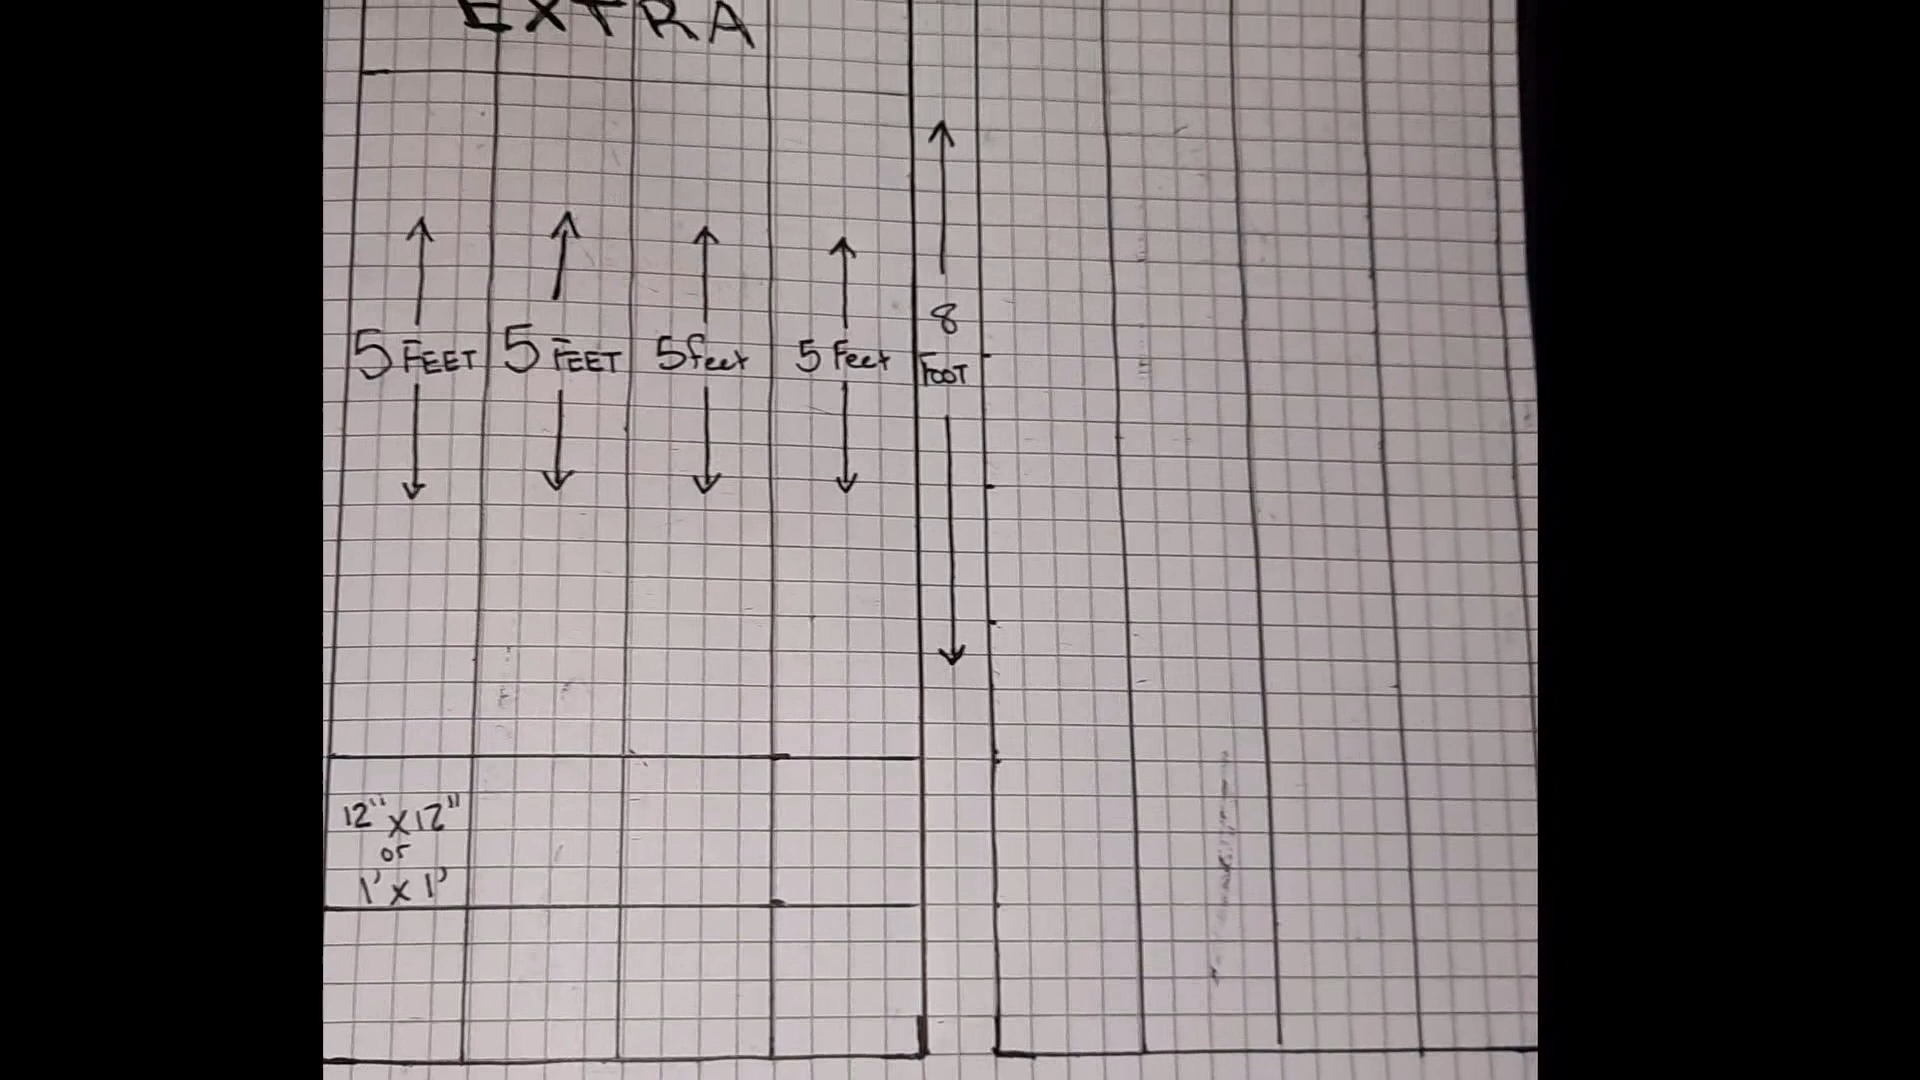 EXTRA
5 FEET 5 FEET 5 feet 5 Feet
8
FOOT
12" x 12"
or
1' x 1'